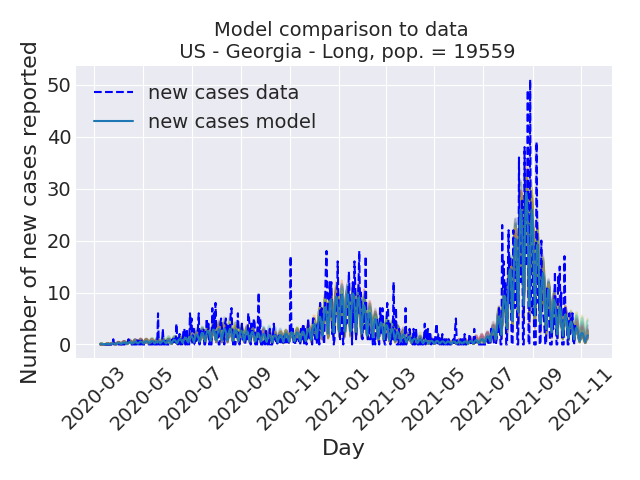 Model comparison to data
US - Georgia - Long, pop. = 19559
Number of new cases reported
50
40
30
20
10
0
new cases data
new cases model
2020-03
2020-05
2020-07
2020-09
2020-11
2021-01
2021-03
2021-05
2021-07
2021-09
2021-11
Day